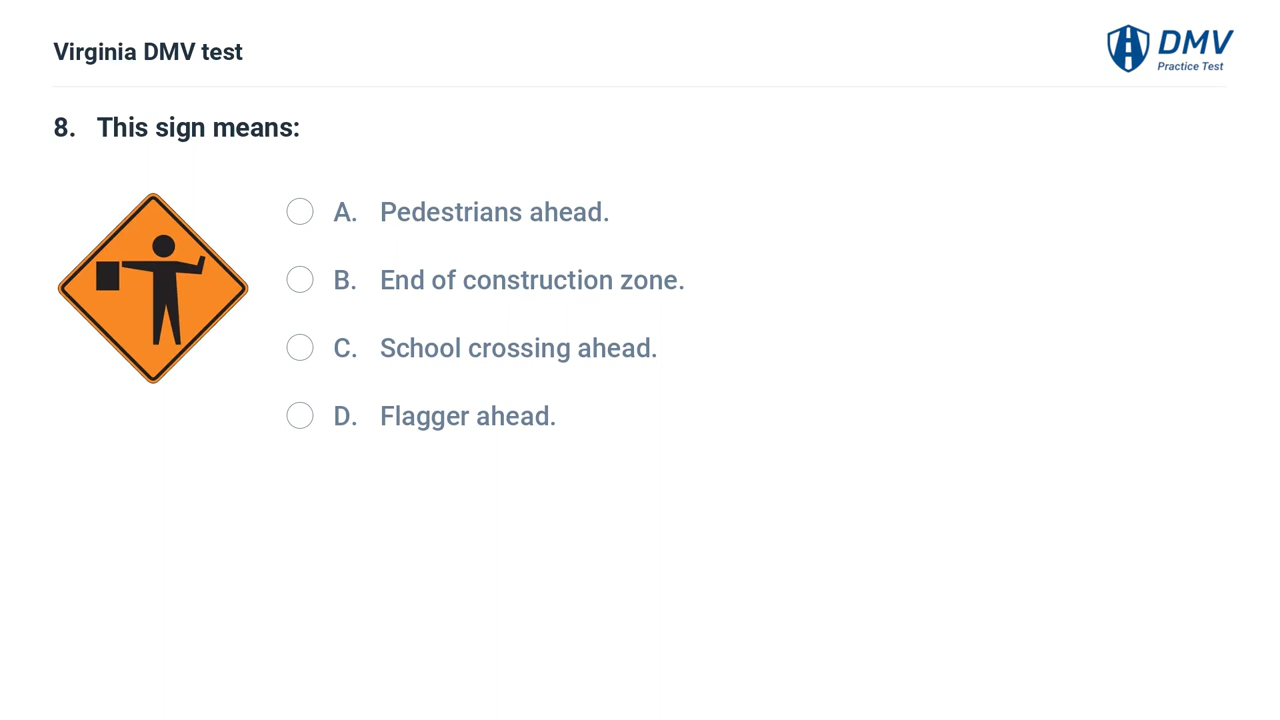 Virginia DMV test
DMV
Practice Test
8. This sign means:
A. Pedestrians ahead.
B. End of construction zone.
C. School crossing ahead.
D. Flagger ahead.